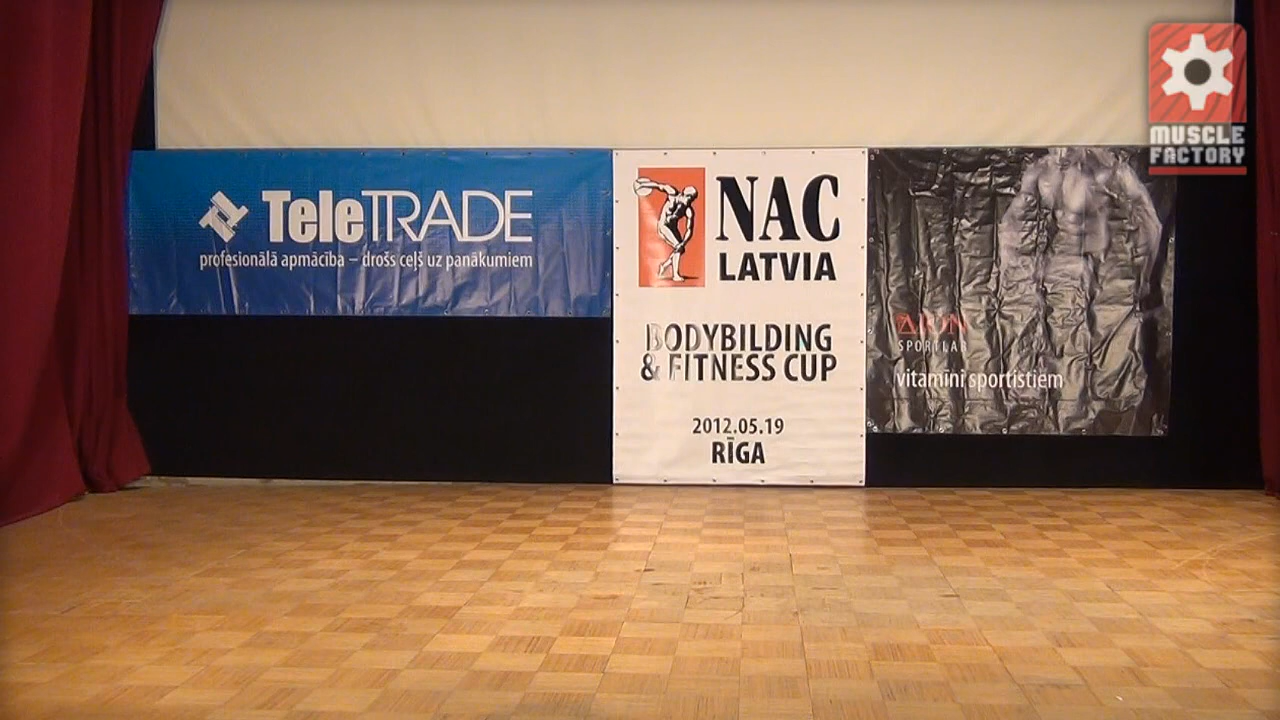 MUSCLE
FACTORY
TeleTRADE
profesionālā apmācība – drošs ceļš uz panākumiem
NAC
LATVIA
BODYBILDING
& FITNESS CUP
2012.05.19
RĪGA
SPORTLAB
vitamīni sportistiem